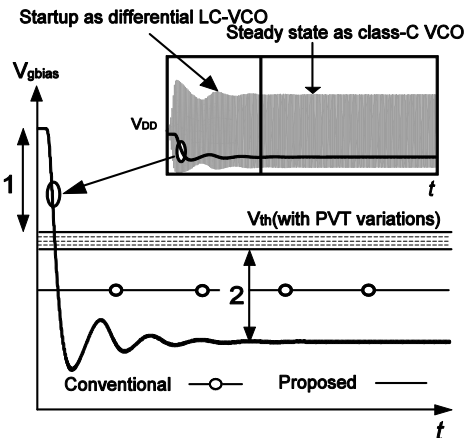 Startup as differential LC-VCO
Steady state as class-C VCO
Vgbias
VDD
t
1
Vth(with PVT variations)
2
Conventional
Proposed
t